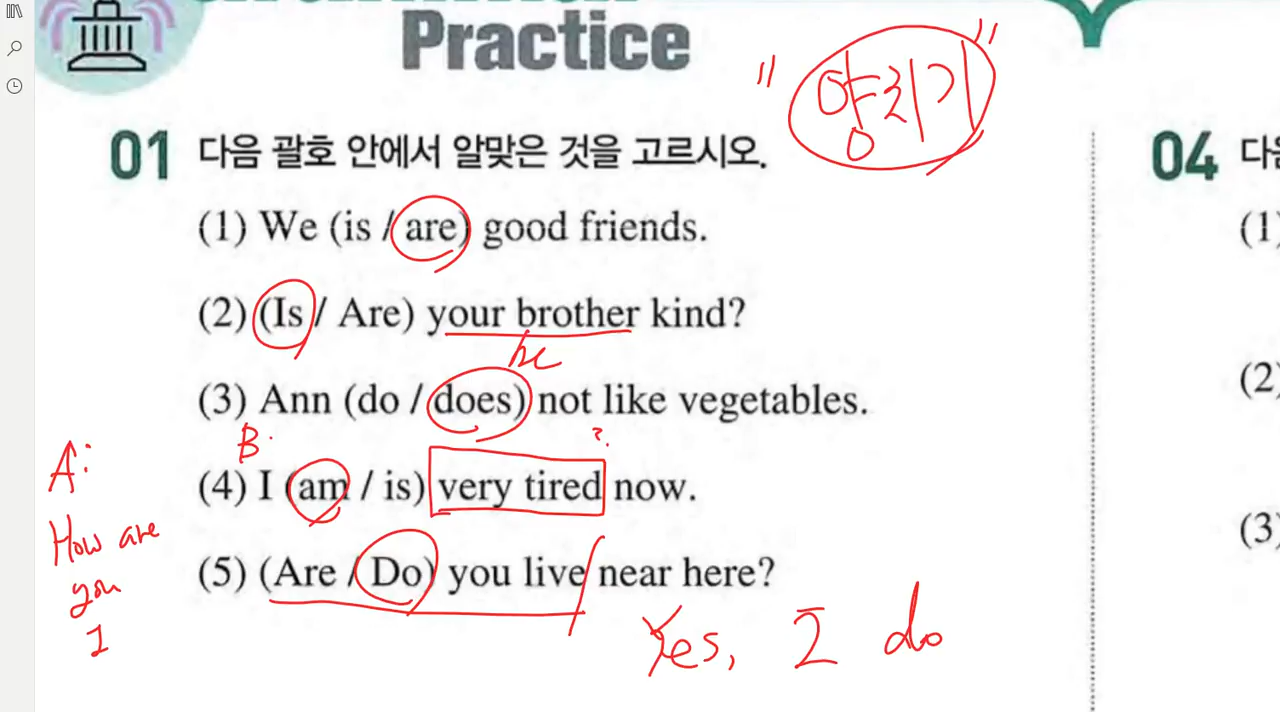 Practice
" 양치기 "
01 다음 괄호 안에서 알맞은 것을 고르시오.
(1) We (is / are) good friends.
(2) (Is / Are) your brother kind?
he
(3) Ann (do / does) not like vegetables.
B.
?.
(4) I (am / is) very tired now.
A:
How are
you
(5) (Are / Do) you live / near here?
Yes, I do
04
(1)
(2)
(3)